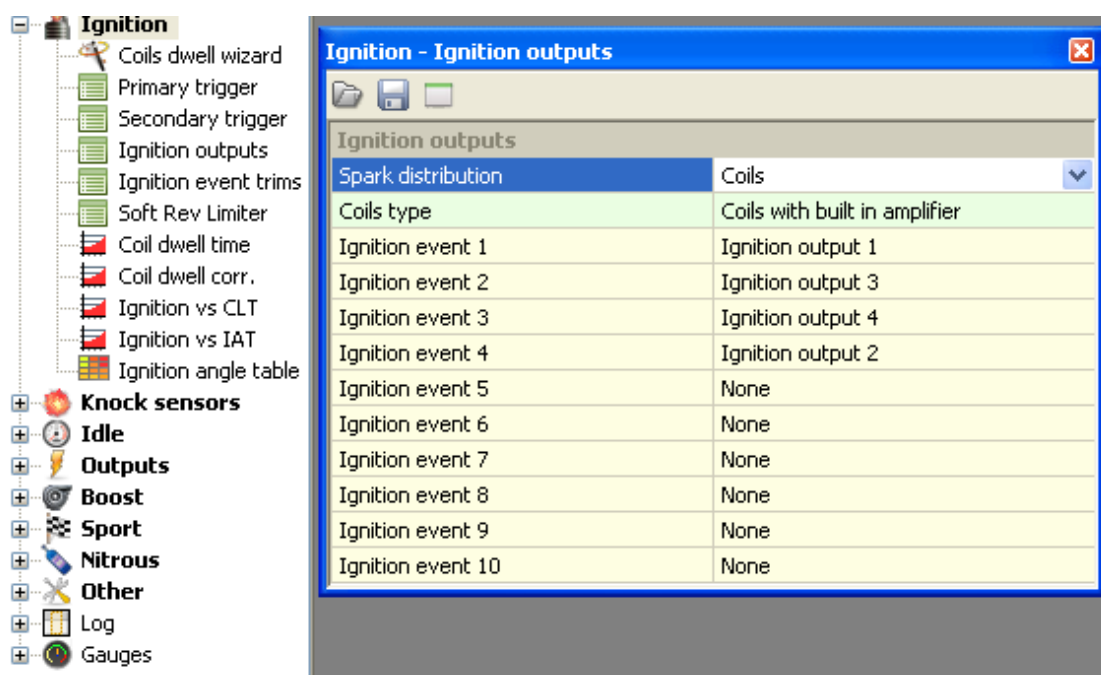 Ignition
Coils dwell wizard
Primary trigger
Secondary trigger
Ignition outputs
Ignition event trims
Soft Rev Limiter
Coil dwell time
Coil dwell corr.
Ignition vs CLT
Ignition vs IAT
Ignition angle table
Knock sensors
Idle
Outputs
Boost
Sport
Nitrous
Other
Log
Gauges
Ignition - Ignition outputs
Ignition outputs
Spark distribution Coils
Coils type Coils with built in amplifier
Ignition event 1 Ignition output 1
Ignition event 2 Ignition output 3
Ignition event 3 Ignition output 4
Ignition event 4 Ignition output 2
Ignition event 5 None
Ignition event 6 None
Ignition event 7 None
Ignition event 8 None
Ignition event 9 None
Ignition event 10 None